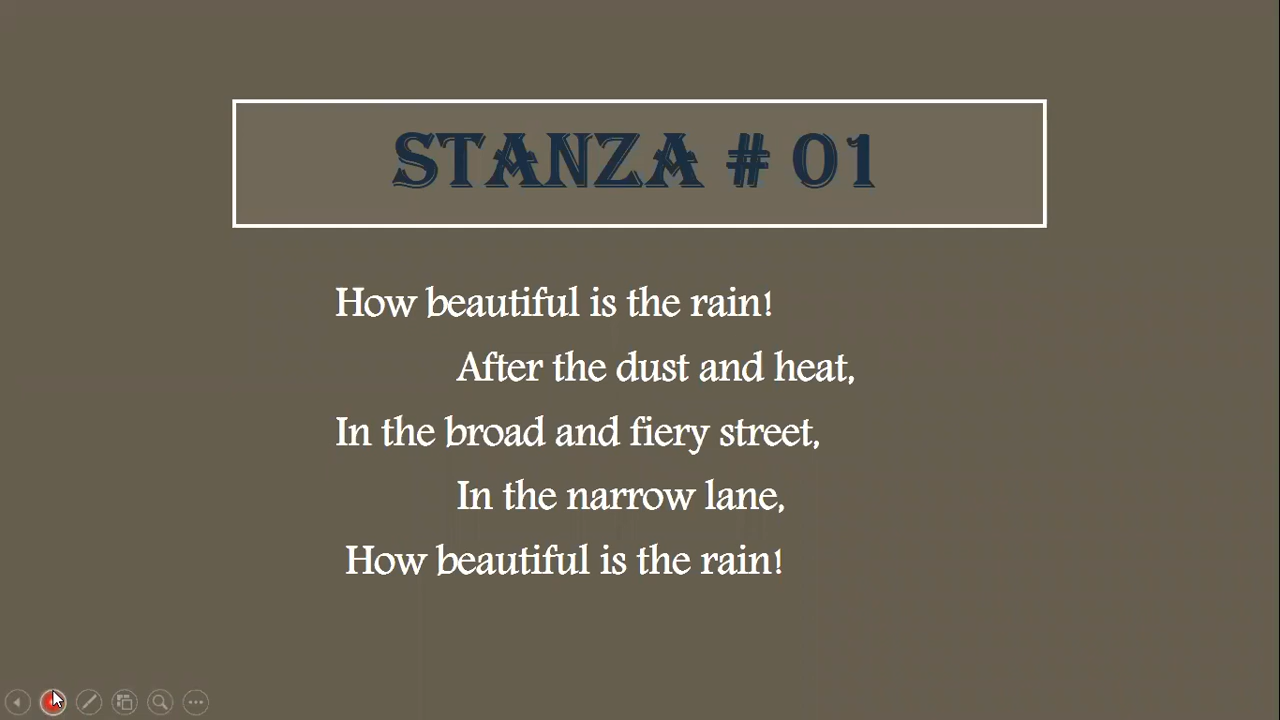 STANZA # 01
How beautiful is the rain!
After the dust and heat,
In the broad and fiery street,
In the narrow lane,
How beautiful is the rain!